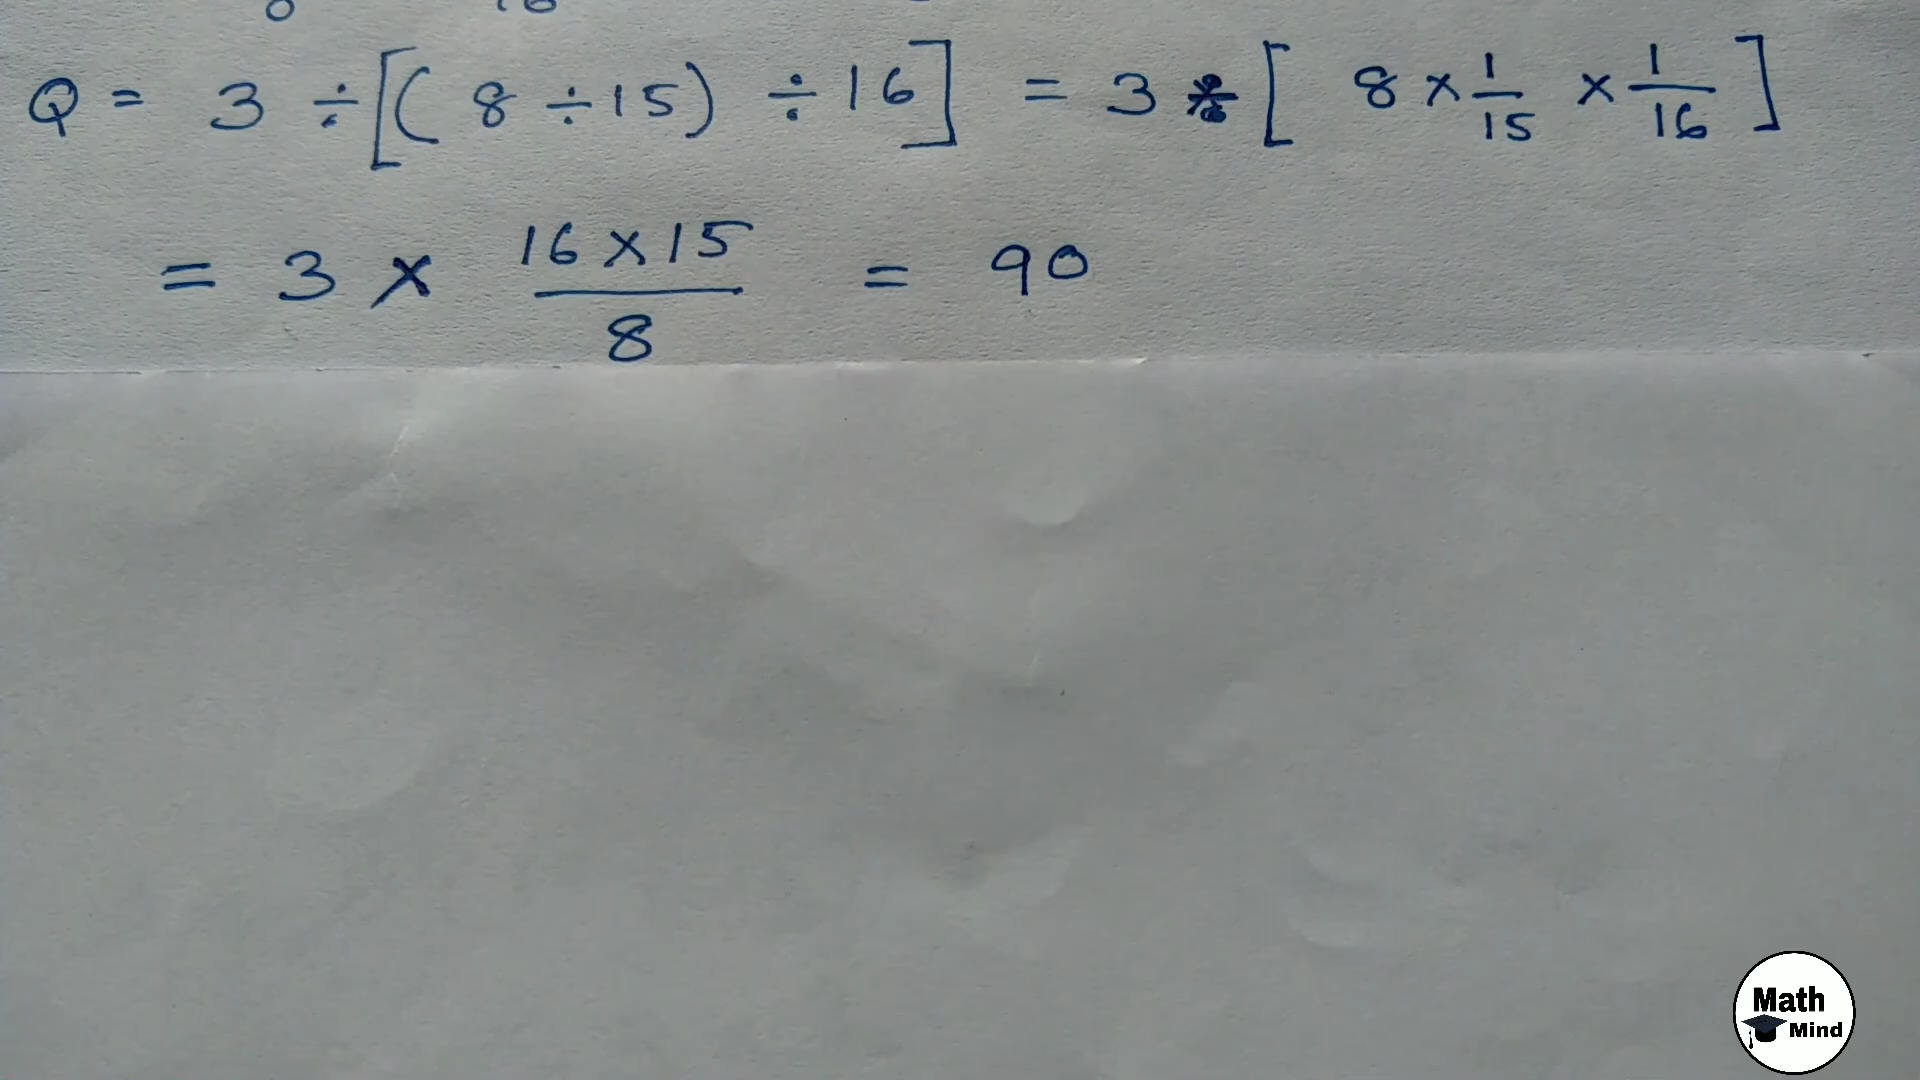 Q = 3 ÷ [( 8 ÷ 15) ÷ 16] = 3 ÷ [ 8 × 1/15 × 1/16 ]
= 3 × 16 × 15 / 8 = 90
Math
Mind